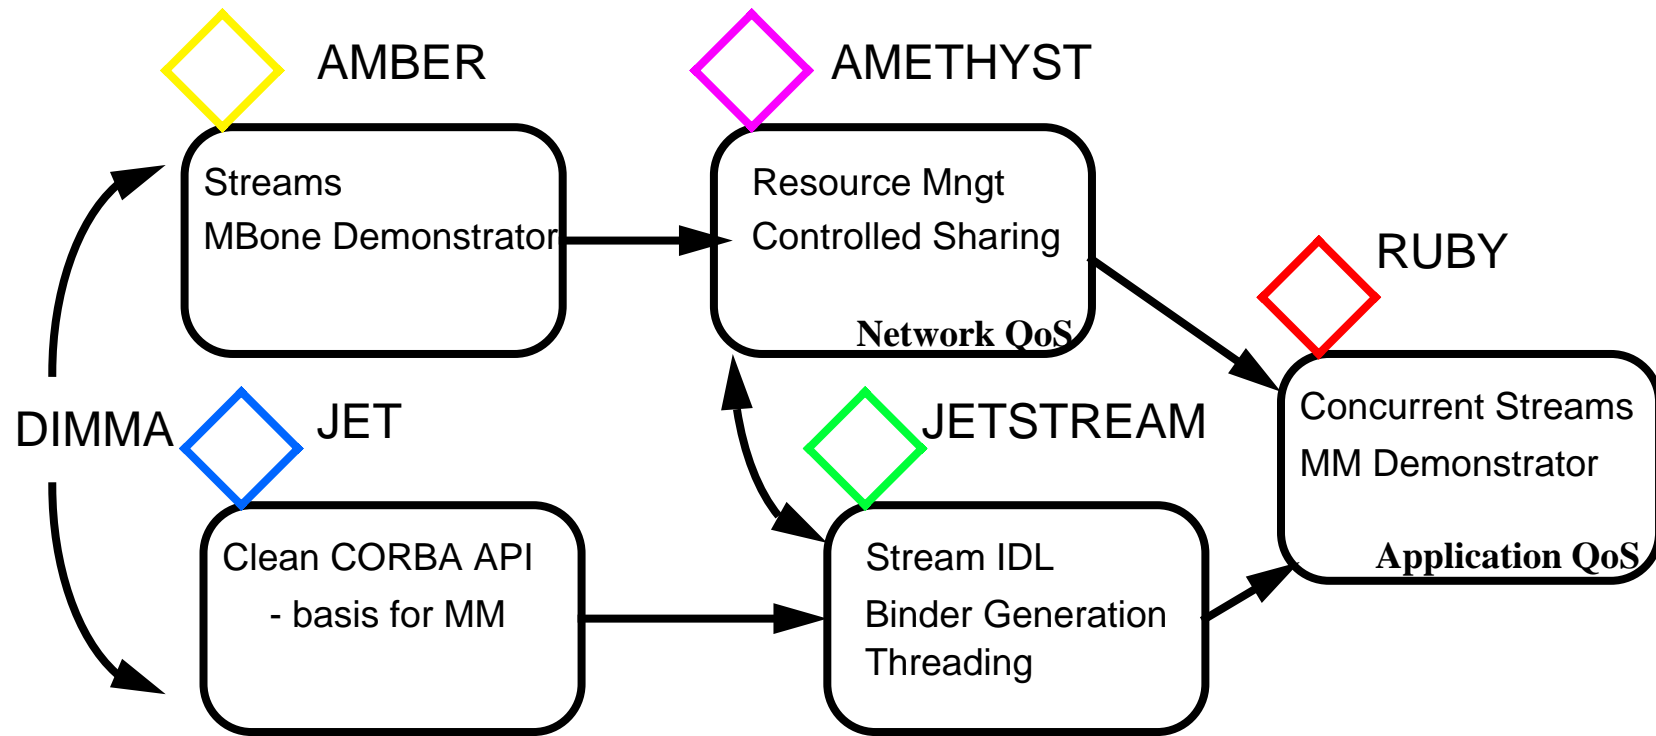 AMBER
Streams
MBone Demonstrator
AMETHYST
Resource Mngt
Controlled Sharing
Network QoS
RUBY
Concurrent Streams
MM Demonstrator
Application QoS
DIMMA
JET
Clean CORBA API
- basis for MM
JETSTREAM
Stream IDL
Binder Generation
Threading